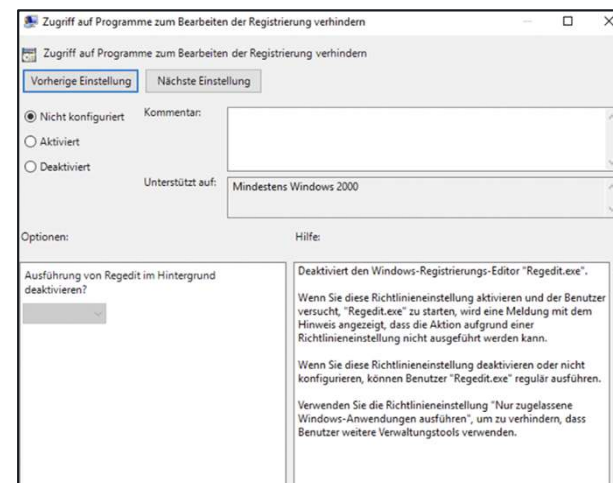 Zugriff auf Programme zum Bearbeiten der Registrierung verhindern
Zugriff auf Programme zum Bearbeiten der Registrierung verhindern
Vorherige Einstellung
Nächste Einstellung
Nicht konfiguriert
Kommentar:
Aktiviert
Deaktiviert
Unterstützt auf:
Mindestens Windows 2000
Optionen:
Hilfe:
Ausführung von Regedit im Hintergrund
deaktivieren?
Deaktiviert den Windows-Registrierungs-Editor "Regedit.exe".
Wenn Sie diese Richtlinieneinstellung aktivieren und der Benutzer
versucht, "Regedit.exe" zu starten, wird eine Meldung mit dem
Hinweis angezeigt, dass die Aktion aufgrund einer
Richtlinieneinstellung nicht ausgeführt werden kann.
Wenn Sie diese Richtlinieneinstellung deaktivieren oder nicht
konfigurieren, können Benutzer "Regedit.exe" regulär ausführen.
Verwenden Sie die Richtlinieneinstellung "Nur zugelassene
Windows-Anwendungen ausführen", um zu verhindern, dass
Benutzer weitere Verwaltungstools verwenden.